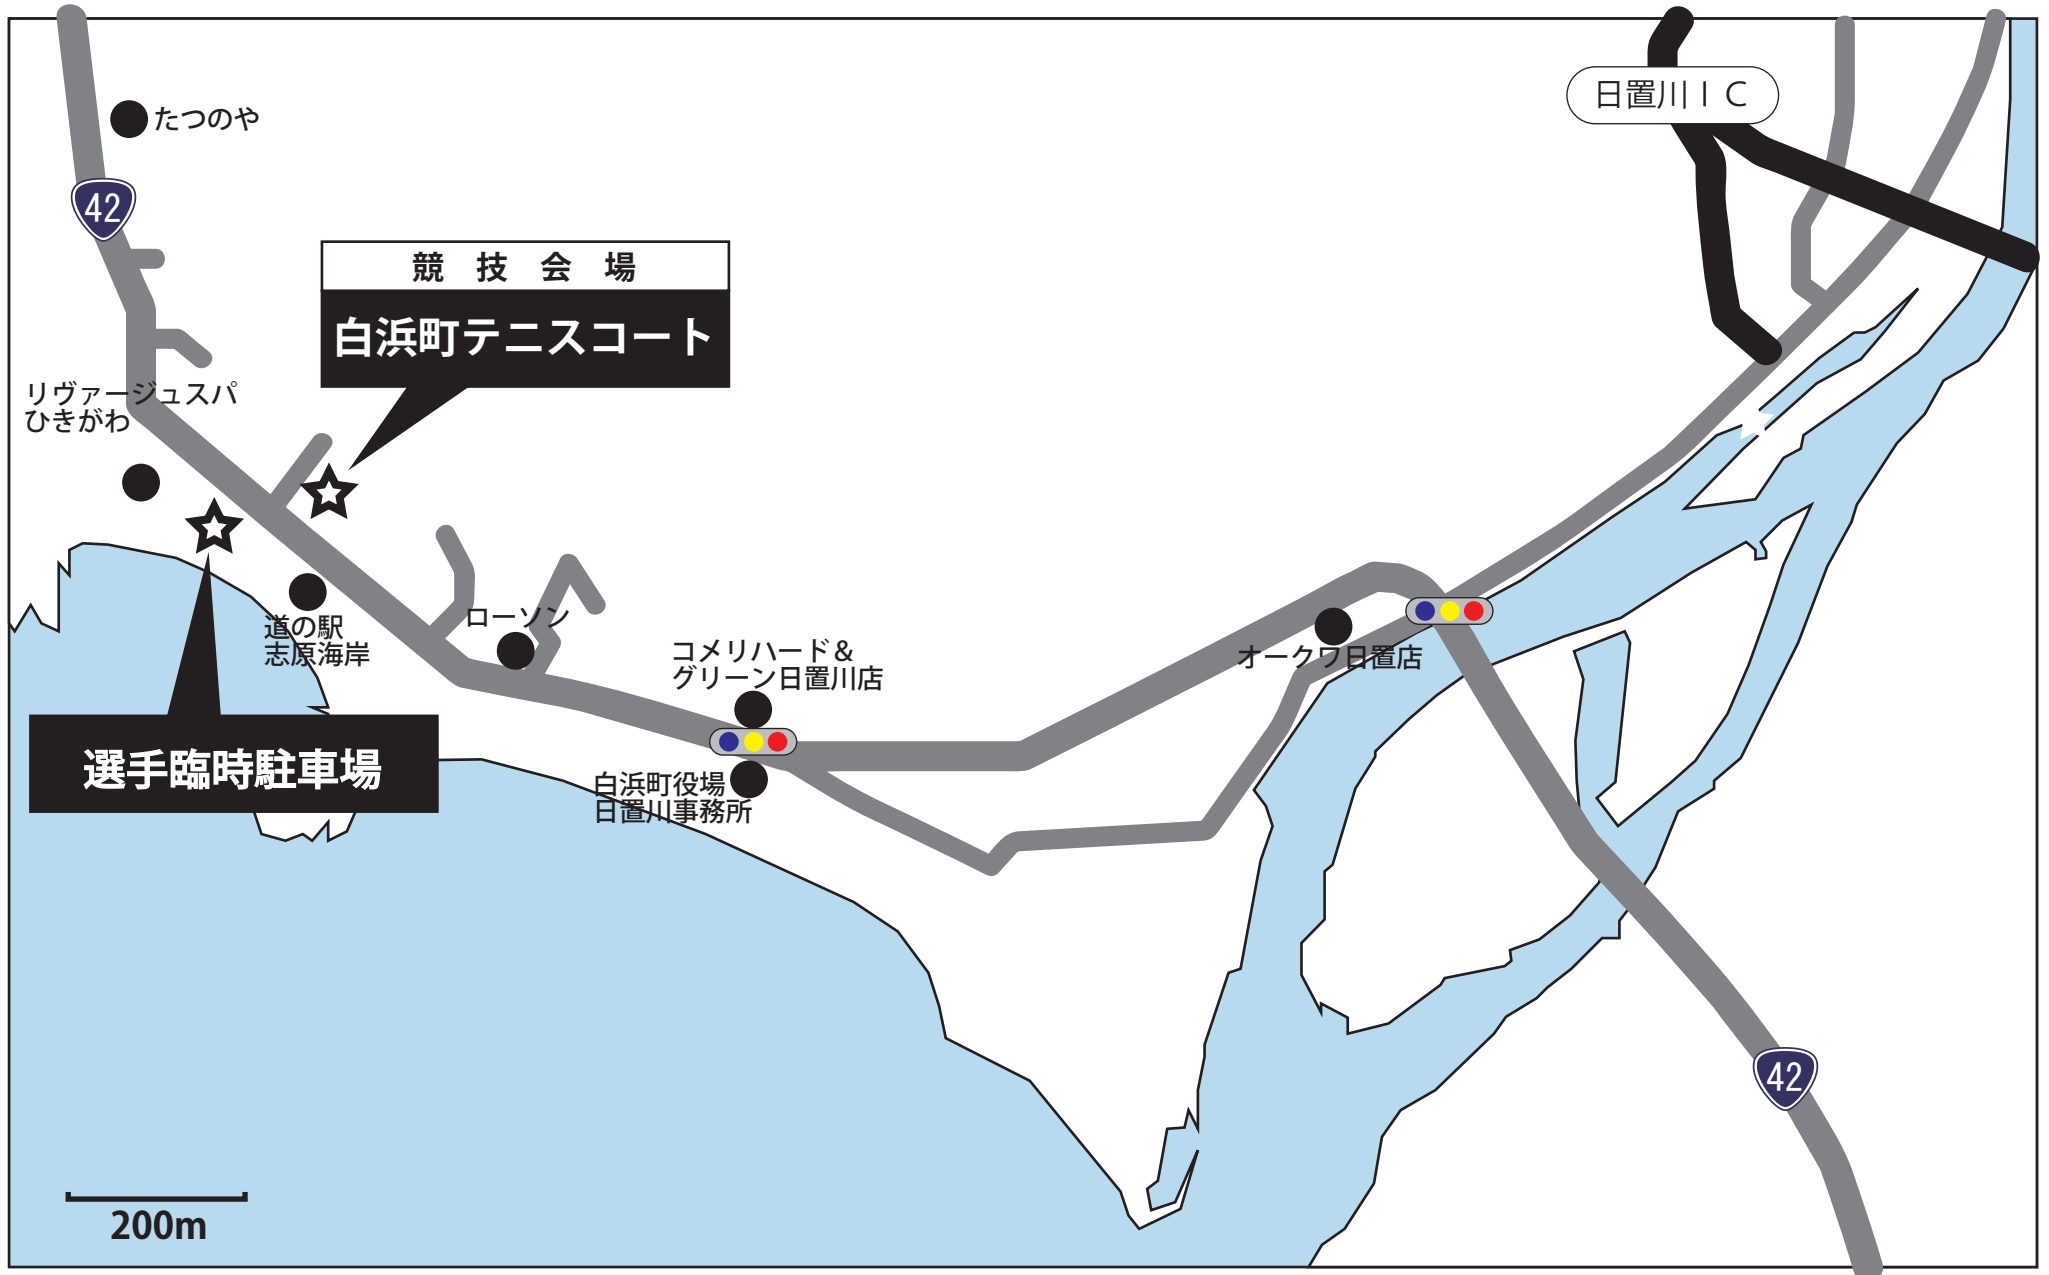 日置川ＩＣ
たつのや
42
競技会場
白浜町テニスコート
リヴァージュスパ
ひきがわ
道の駅
志原海岸
ローソン
コメリハード＆
グリーン日置川店
オークワ日置店
選手臨時駐車場
白浜町役場
日置川事務所
42
200m